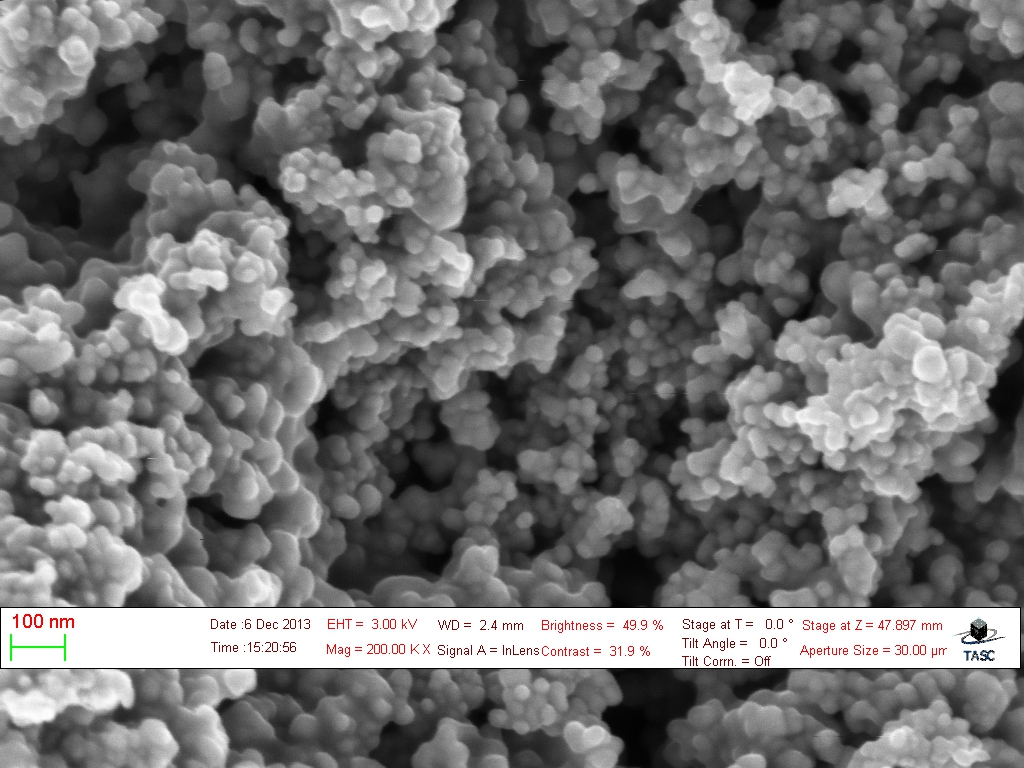 100 nm
Date :6 Dec 2013 EHT = 3.00 kV WD = 2.4 mm Brightness = 49.9 % Stage at T = 0.0 ° Stage at Z = 47.897 mm
Time :15:20:56 Mag = 200.00 K X Signal A = InLens Contrast = 31.9 % Tilt Angle = 0.0 ° Aperture Size = 30.00 µm
Tilt Corrn. = Off
TASC